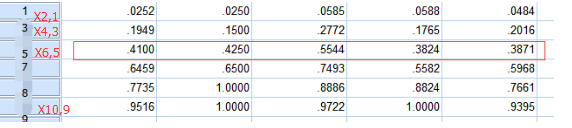 1 X2,1 .0252 .0250 .0585 .0588 .0484
3 X4,3 .1949 .1500 .2772 .1765 .2016
5 X6,5 .4100 .4250 .5544 .3824 .3871
7 .6459 .6500 .7493 .5582 .5968
8 .7735 1.0000 .8886 .8824 .7661
X10,9 .9516 1.0000 .9722 1.0000 .9395
9